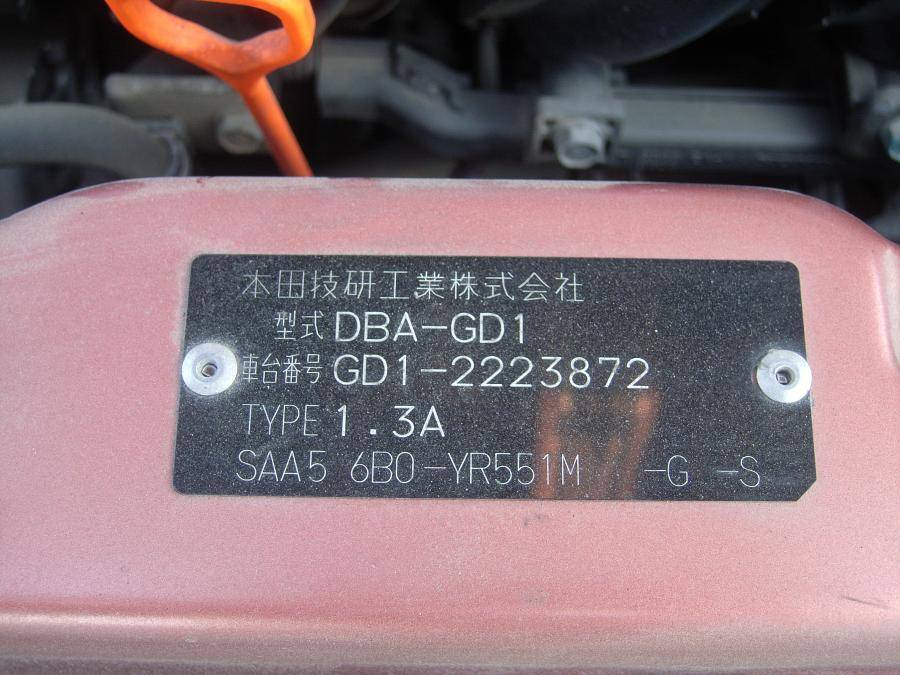 本田技研工業株式会社
型式 DBA-GD1
車台番号 GD1-2223872
TYPE 1.3A
SAA5 6B0-YR551M -G -S